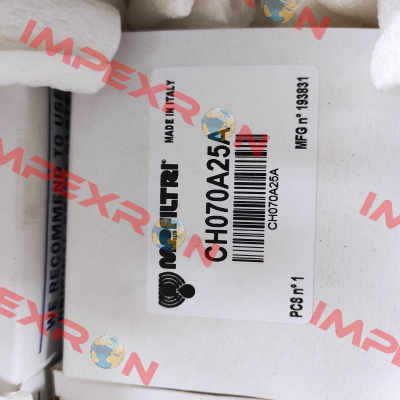 MADE IN ITALY
MP FILTRI®
CH070A25A
CH070A25A
MFG n° 193831
PCS n° 1
WE RECOMMEND TO USE
IMPEXRON
IMPEXRON
IMPEXRON